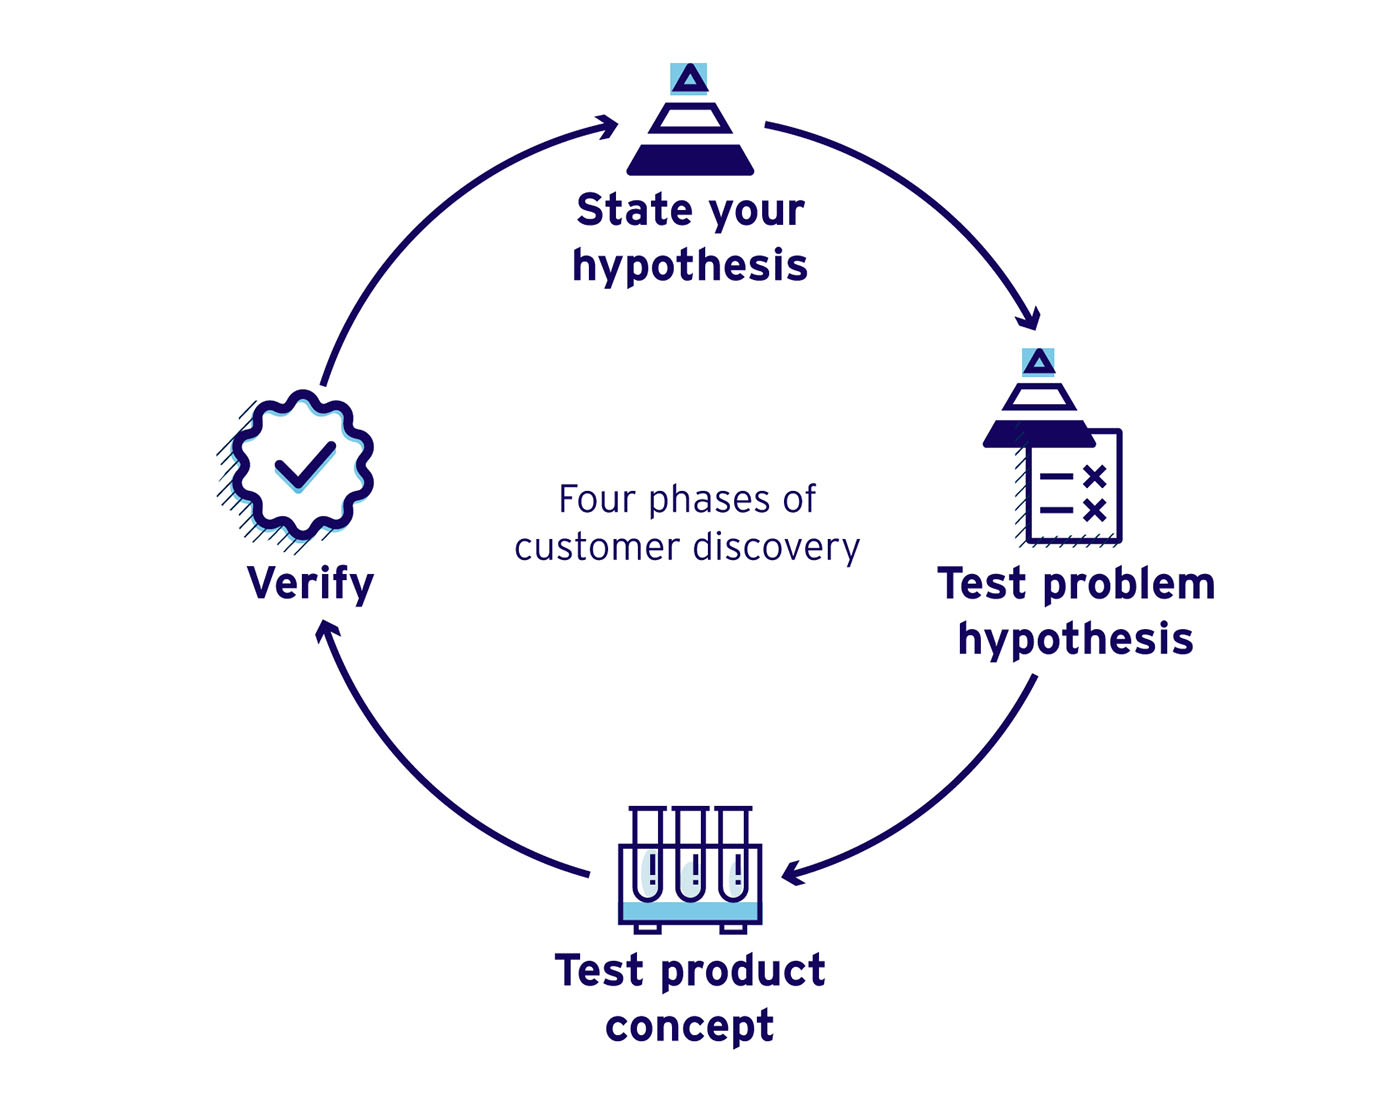 State your
hypothesis
Test problem
hypothesis
Test product
concept
Verify
Four phases of
customer discovery